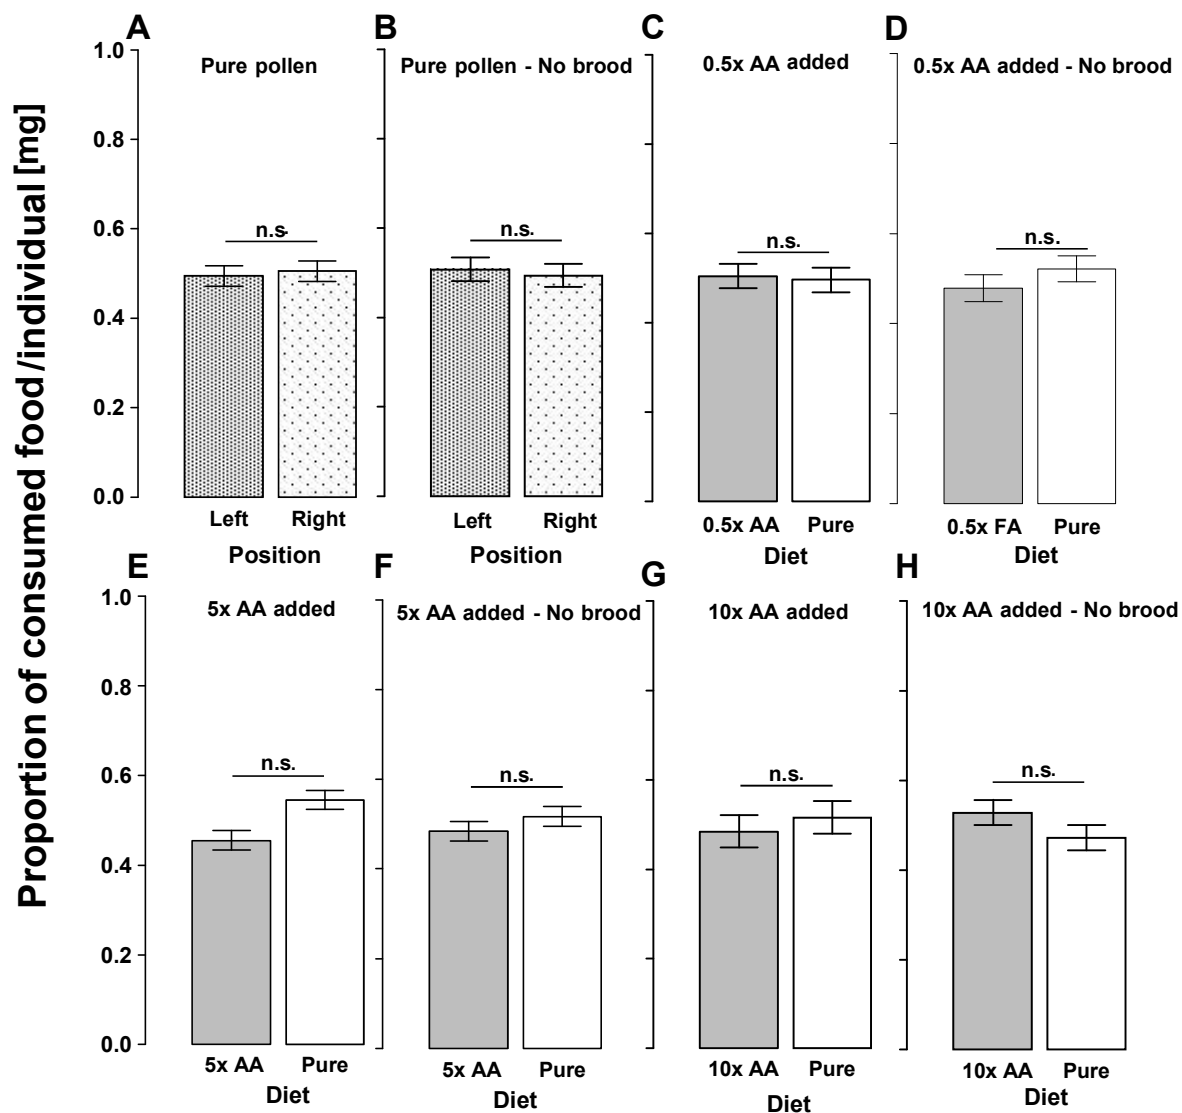 Proportion of consumed food/individual [mg]
A
Pure pollen
1.0
0.8
0.6
0.4
0.2
0.0
n.s.
Left Right
Position
B
Pure pollen - No brood
n.s.
Left Right
Position
C
0.5x AA added
n.s.
0.5x AA Pure
Diet
D
0.5x AA added - No brood
n.s.
0.5x FA Pure
Diet
E
5x AA added
1.0
0.8
0.6
0.4
0.2
0.0
n.s.
5x AA Pure
Diet
F
5x AA added - No brood
n.s.
5x AA Pure
Diet
G
10x AA added
n.s.
10x AA Pure
Diet
H
10x AA added - No brood
n.s.
10x AA Pure
Diet